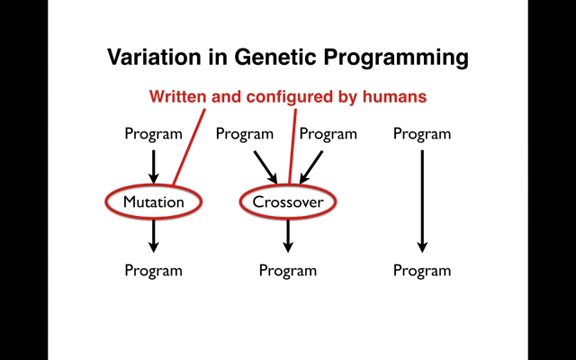 Variation in Genetic Programming
Written and configured by humans
Program Program Program Program
Mutation Crossover
Program Program Program